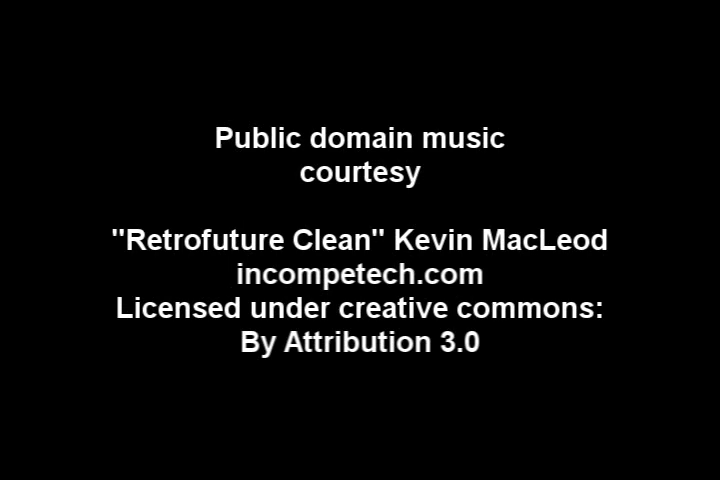 Public domain music
courtesy
"Retrofuture Clean" Kevin MacLeod
incompetech.com
Licensed under creative commons:
By Attribution 3.0